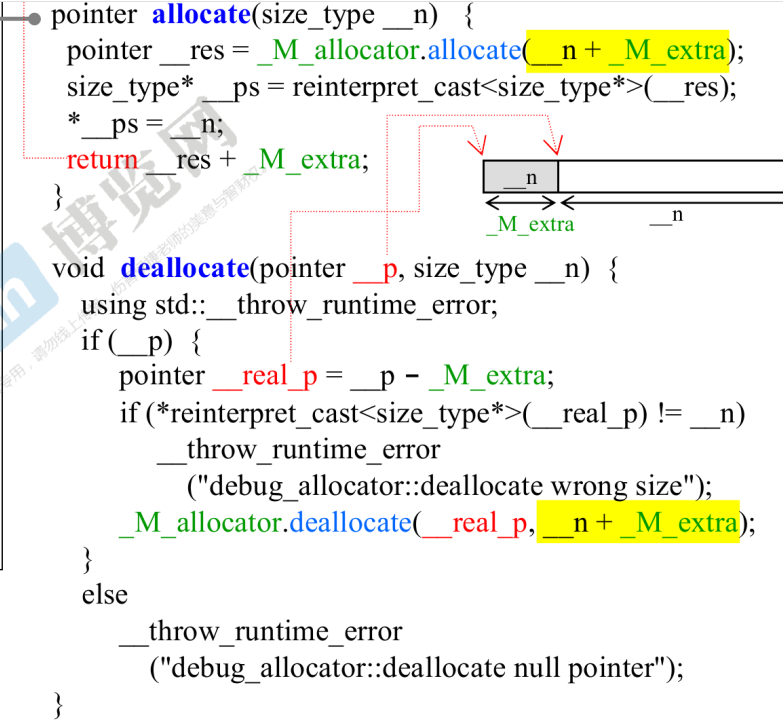 pointer allocate(size_type __n) {
pointer __res = _M_allocator.allocate(__n + _M_extra);
size_type* __ps = reinterpret_cast<size_type*>(__res);
*__ps = __n;
return __res + _M_extra;
}
__n
_M_extra
__n
void deallocate(pointer __p, size_type __n) {
using std::__throw_runtime_error;
if (__p) {
pointer __real_p = __p − _M_extra;
if (*reinterpret_cast<size_type*>(__real_p) != __n)
__throw_runtime_error
("debug_allocator::deallocate wrong size");
_M_allocator.deallocate(__real_p, __n + _M_extra);
}
else
__throw_runtime_error
("debug_allocator::deallocate null pointer");
}
博览网